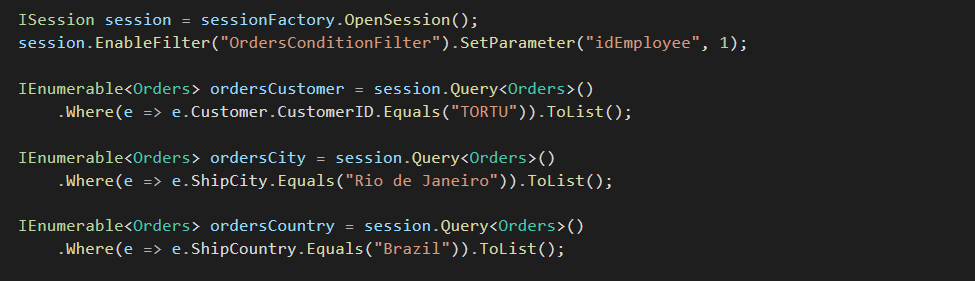 ISession session = sessionFactory.OpenSession();
session.EnableFilter("OrdersConditionFilter").SetParameter("idEmployee", 1);
IEnumerable<Orders> ordersCustomer = session.Query<Orders>()
.Where(e => e.Customer.CustomerID.Equals("TORTU")).ToList();
IEnumerable<Orders> ordersCity = session.Query<Orders>()
.Where(e => e.ShipCity.Equals("Rio de Janeiro")).ToList();
IEnumerable<Orders> ordersCountry = session.Query<Orders>()
.Where(e => e.ShipCountry.Equals("Brazil")).ToList();